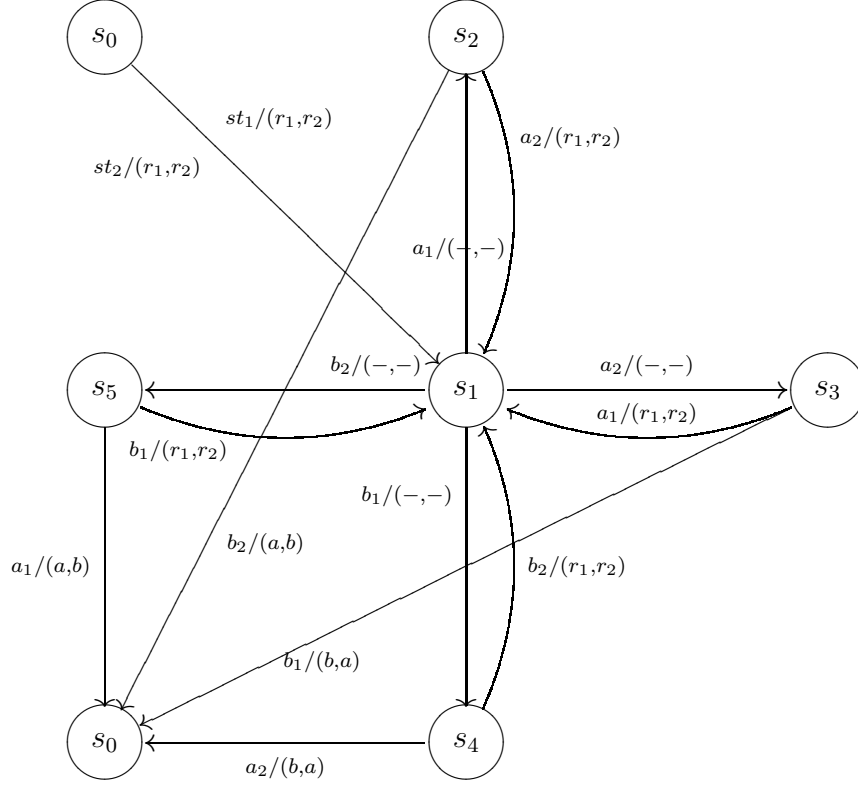 s₀
s₂
st₁/(r₁,r₂)
a₂/(r₁,r₂)
st₂/(r₁,r₂)
a₁/(−,−)
b₂/(−,−)
a₂/(−,−)
s₅
s₁
s₃
a₁/(r₁,r₂)
b₁/(r₁,r₂)
b₁/(−,−)
b₂/(a,b)
a₁/(a,b)
b₂/(r₁,r₂)
b₁/(b,a)
s₀
s₄
a₂/(b,a)